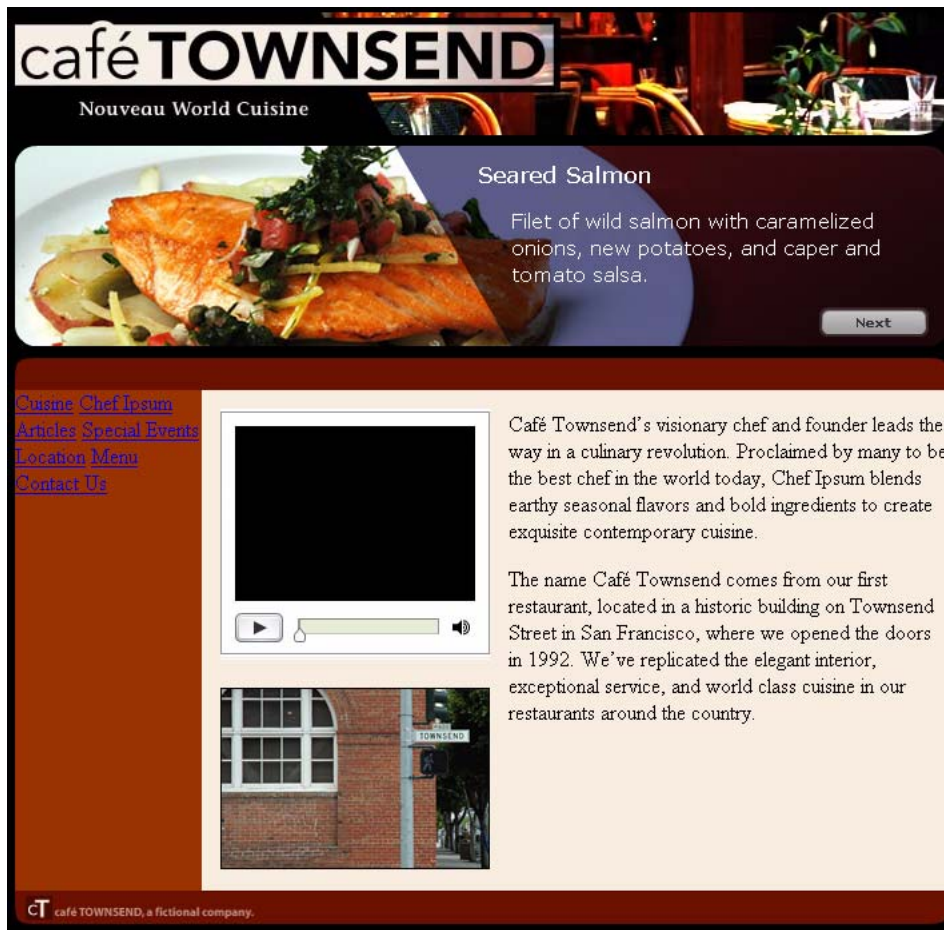 café TOWNSEND
Nouveau World Cuisine
Seared Salmon
Filet of wild salmon with caramelized
onions, new potatoes, and caper and
tomato salsa.
Next
Cuisine Chef Ipsum
Articles Special Events
Location Menu
Contact Us
Café Townsend’s visionary chef and founder leads the
way in a culinary revolution. Proclaimed by many to be
the best chef in the world today, Chef Ipsum blends
earthy seasonal flavors and bold ingredients to create
exquisite contemporary cuisine.
The name Café Townsend comes from our first
restaurant, located in a historic building on Townsend
Street in San Francisco, where we opened the doors
in 1992. We’ve replicated the elegant interior,
exceptional service, and world class cuisine in our
restaurants around the country.
TOWNSEND
cT café TOWNSEND, a fictional company.